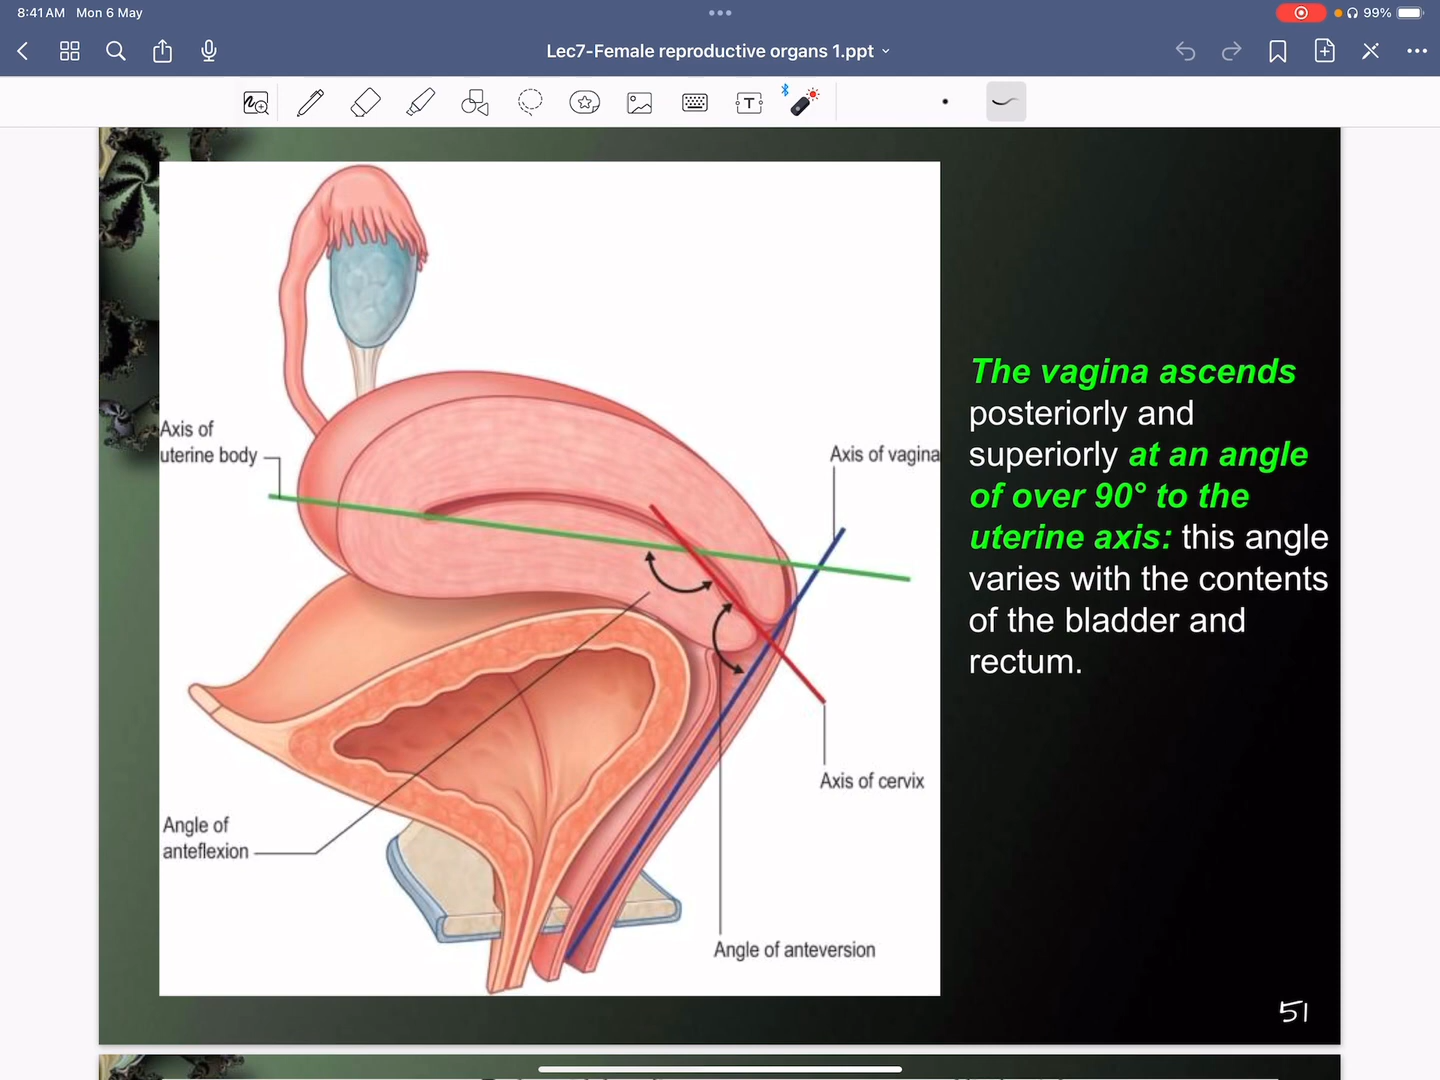 8:41 AM Mon 6 May
99%
Lec7-Female reproductive organs 1.ppt
T
Axis of
uterine body
Axis of vagina
The vagina ascends
posteriorly and
superiorly at an angle
of over 90° to the
uterine axis: this angle
varies with the contents
of the bladder and
rectum.
Axis of cervix
Angle of
anteflexion
Angle of anteversion
51